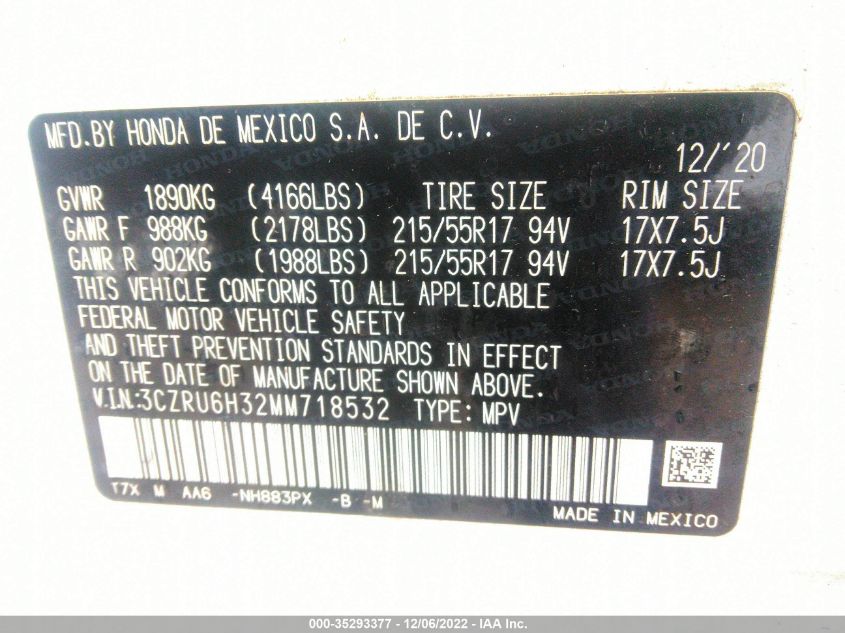 MFD.BY HONDA DE MEXICO S.A. DE C.V.
12/'20
GVWR 1890KG (4166LBS) TIRE SIZE RIM SIZE
GAWR F 988KG (2178LBS) 215/55R17 94V 17X7.5J
GAWR R 902KG (1988LBS) 215/55R17 94V 17X7.5J
THIS VEHICLE CONFORMS TO ALL APPLICABLE
FEDERAL MOTOR VEHICLE SAFETY
AND THEFT PREVENTION STANDARDS IN EFFECT
ON THE DATE OF MANUFACTURE SHOWN ABOVE.
V.I.N.:3CZRU6H32MM718532 TYPE: MPV
T7X M AA6 -NH883PX -B -M
MADE IN MEXICO
000-35293377 - 12/06/2022 - IAA Inc.